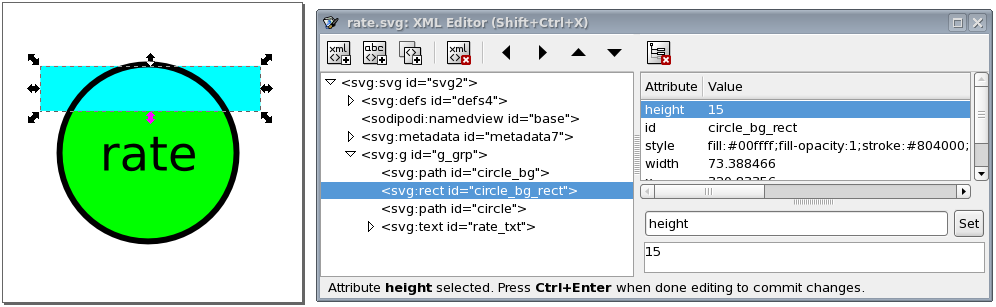 rate
rate.svg: XML Editor (Shift+Ctrl+X)
xml
abc
xml
<svg:svg id="svg2">
<svg:defs id="defs4">
<sodipodi:namedview id="base">
<svg:metadata id="metadata7">
<svg:g id="g_grp">
<svg:path id="circle_bg">
<svg:rect id="circle_bg_rect">
<svg:path id="circle">
<svg:text id="rate_txt">
Attribute Value
height 15
id circle_bg_rect
style fill:#00ffff;fill-opacity:1;stroke:#804000;
width 73.388466
height Set
15
Attribute height selected. Press Ctrl+Enter when done editing to commit changes.